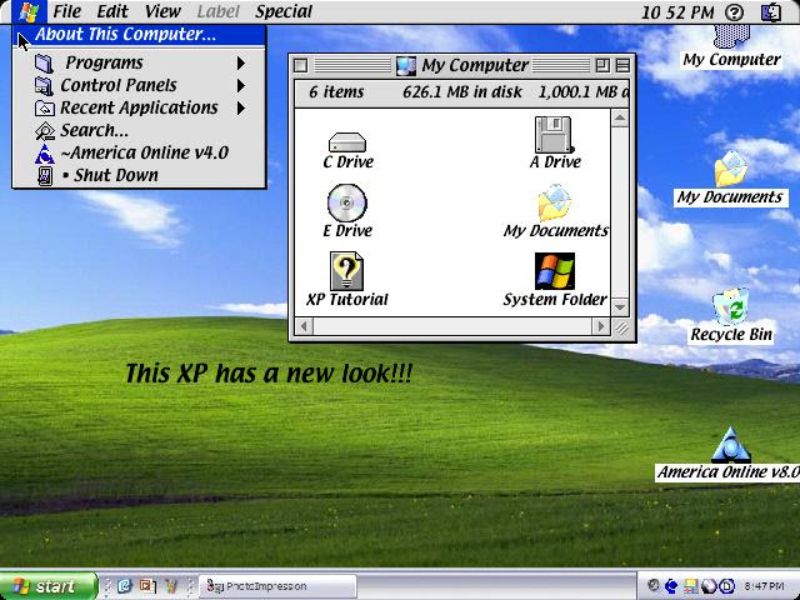 File Edit View Label Special 10 52 PM ?
About This Computer...
Programs
Control Panels
Recent Applications
Search...
~America Online v4.0
• Shut Down
My Computer
6 items 626.1 MB in disk 1,000.1 MB a
C Drive A Drive
E Drive My Documents
XP Tutorial System Folder
My Computer
My Documents
Recycle Bin
America Online v8.0
This XP has a new look!!!
start PhotoImpression 8:47 PM